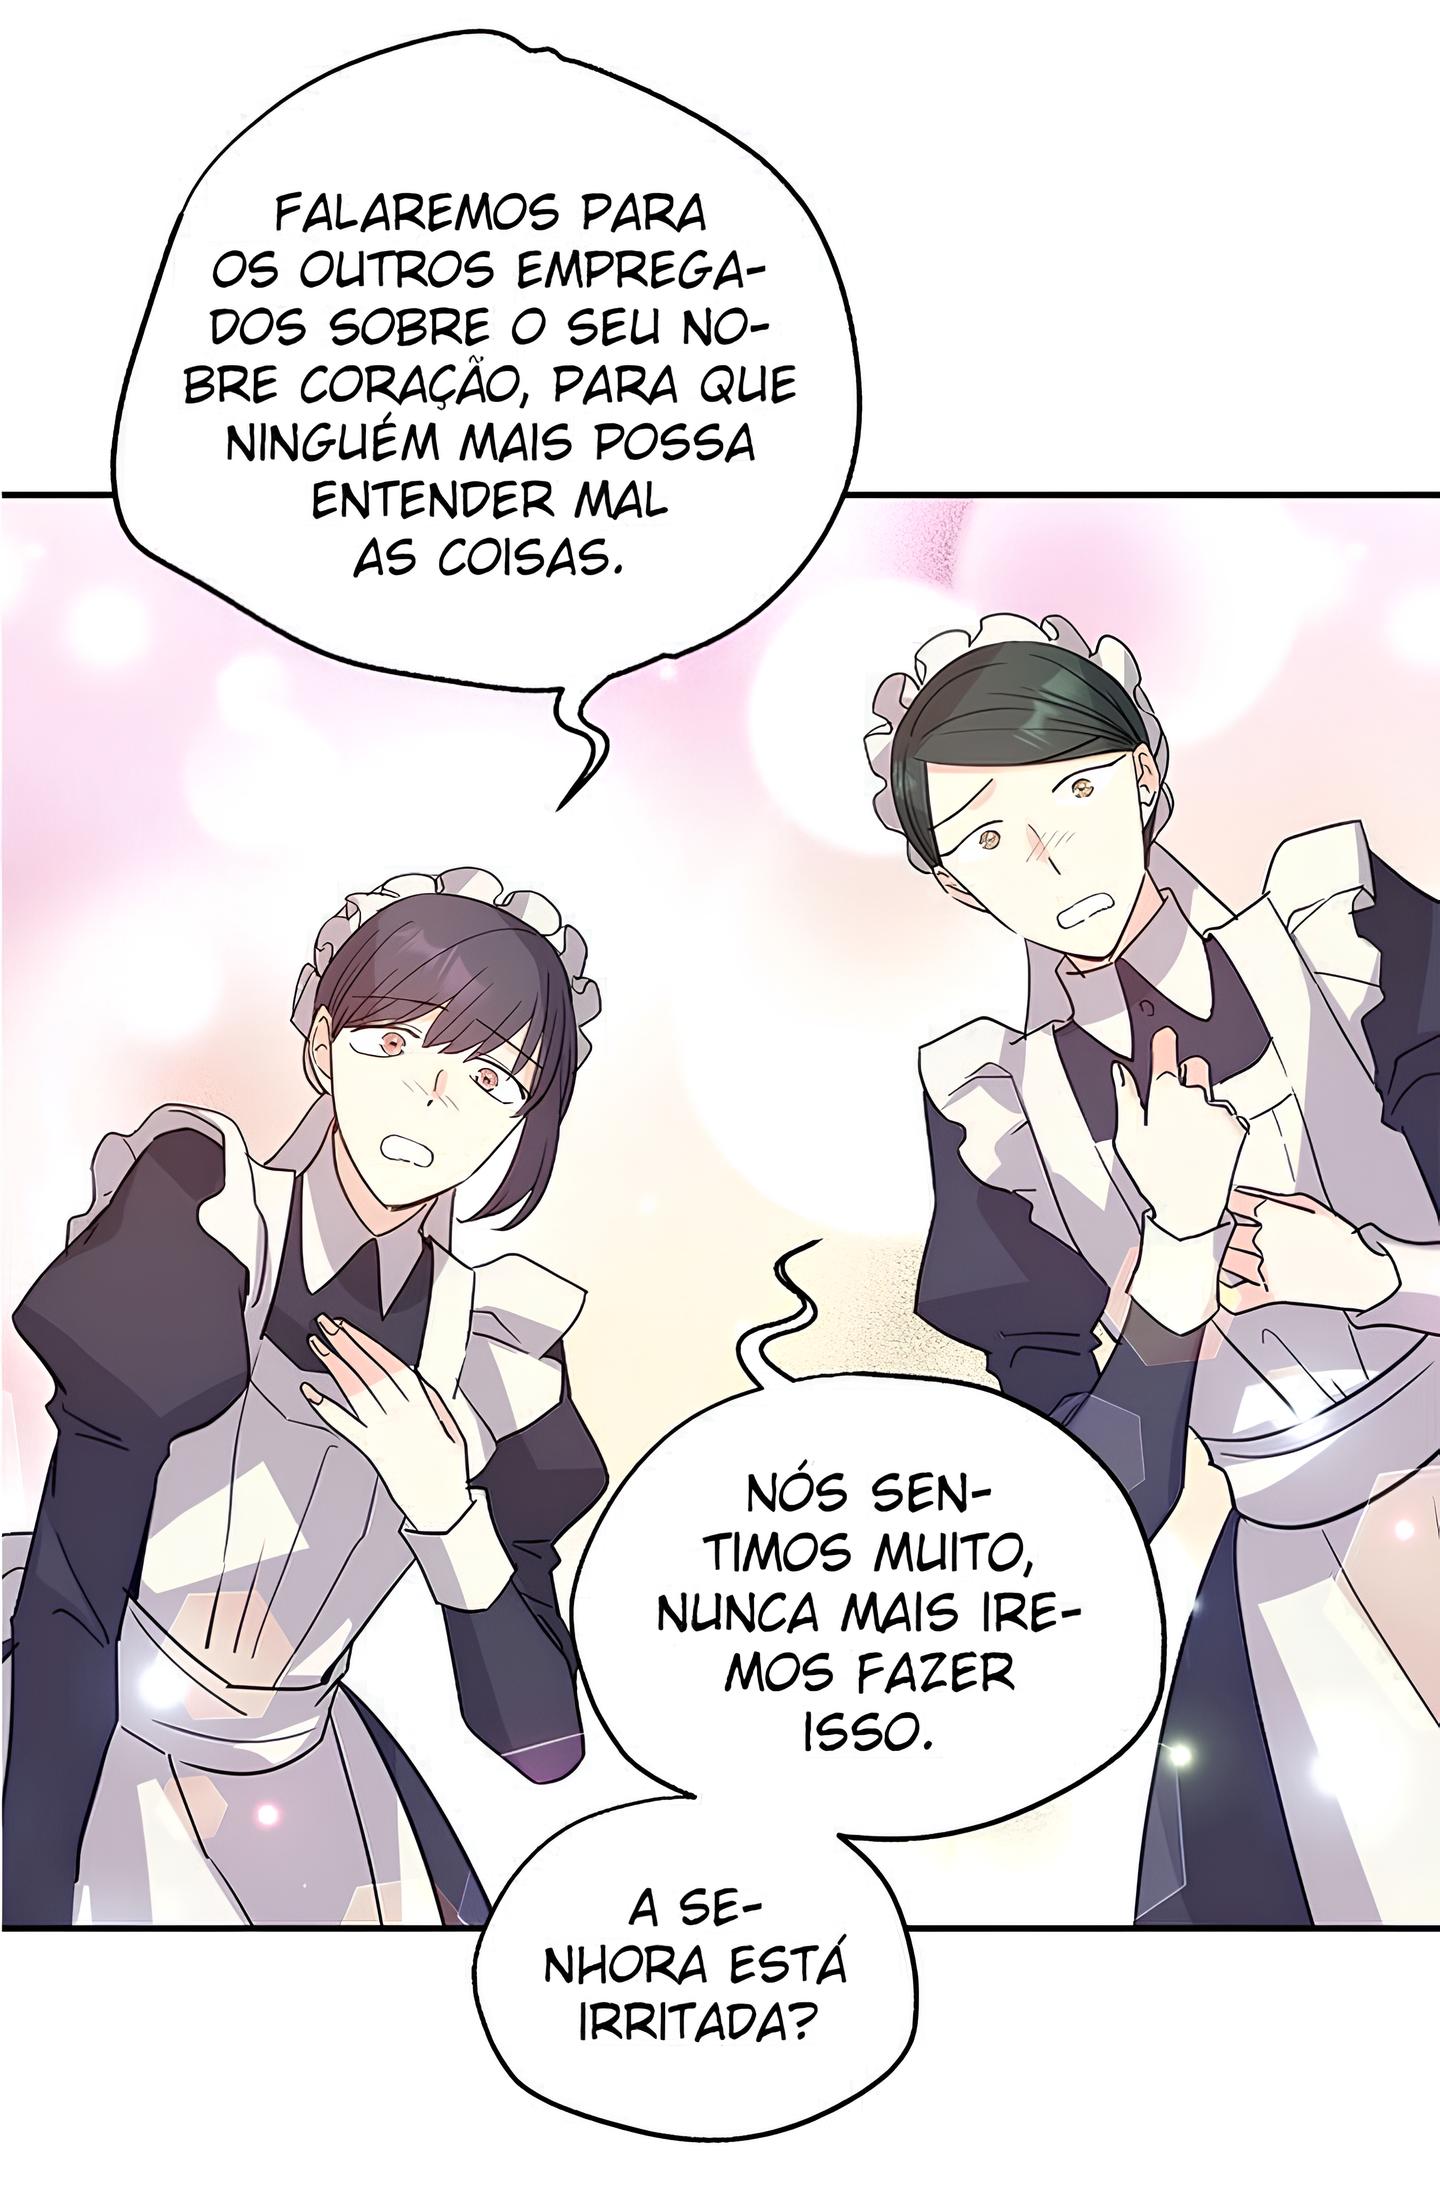 FALAREMOS PARA
OS OUTROS EMPREGA-
DOS SOBRE O SEU NO-
BRE CORAÇÃO, PARA QUE
NINGUÉM MAIS POSSA
ENTENDER MAL
AS COISAS.
NÓS SEN-
TIMOS MUITO,
NUNCA MAIS IRE-
MOS FAZER
ISSO.
A SE-
NHORA ESTÁ
IRRITADA?